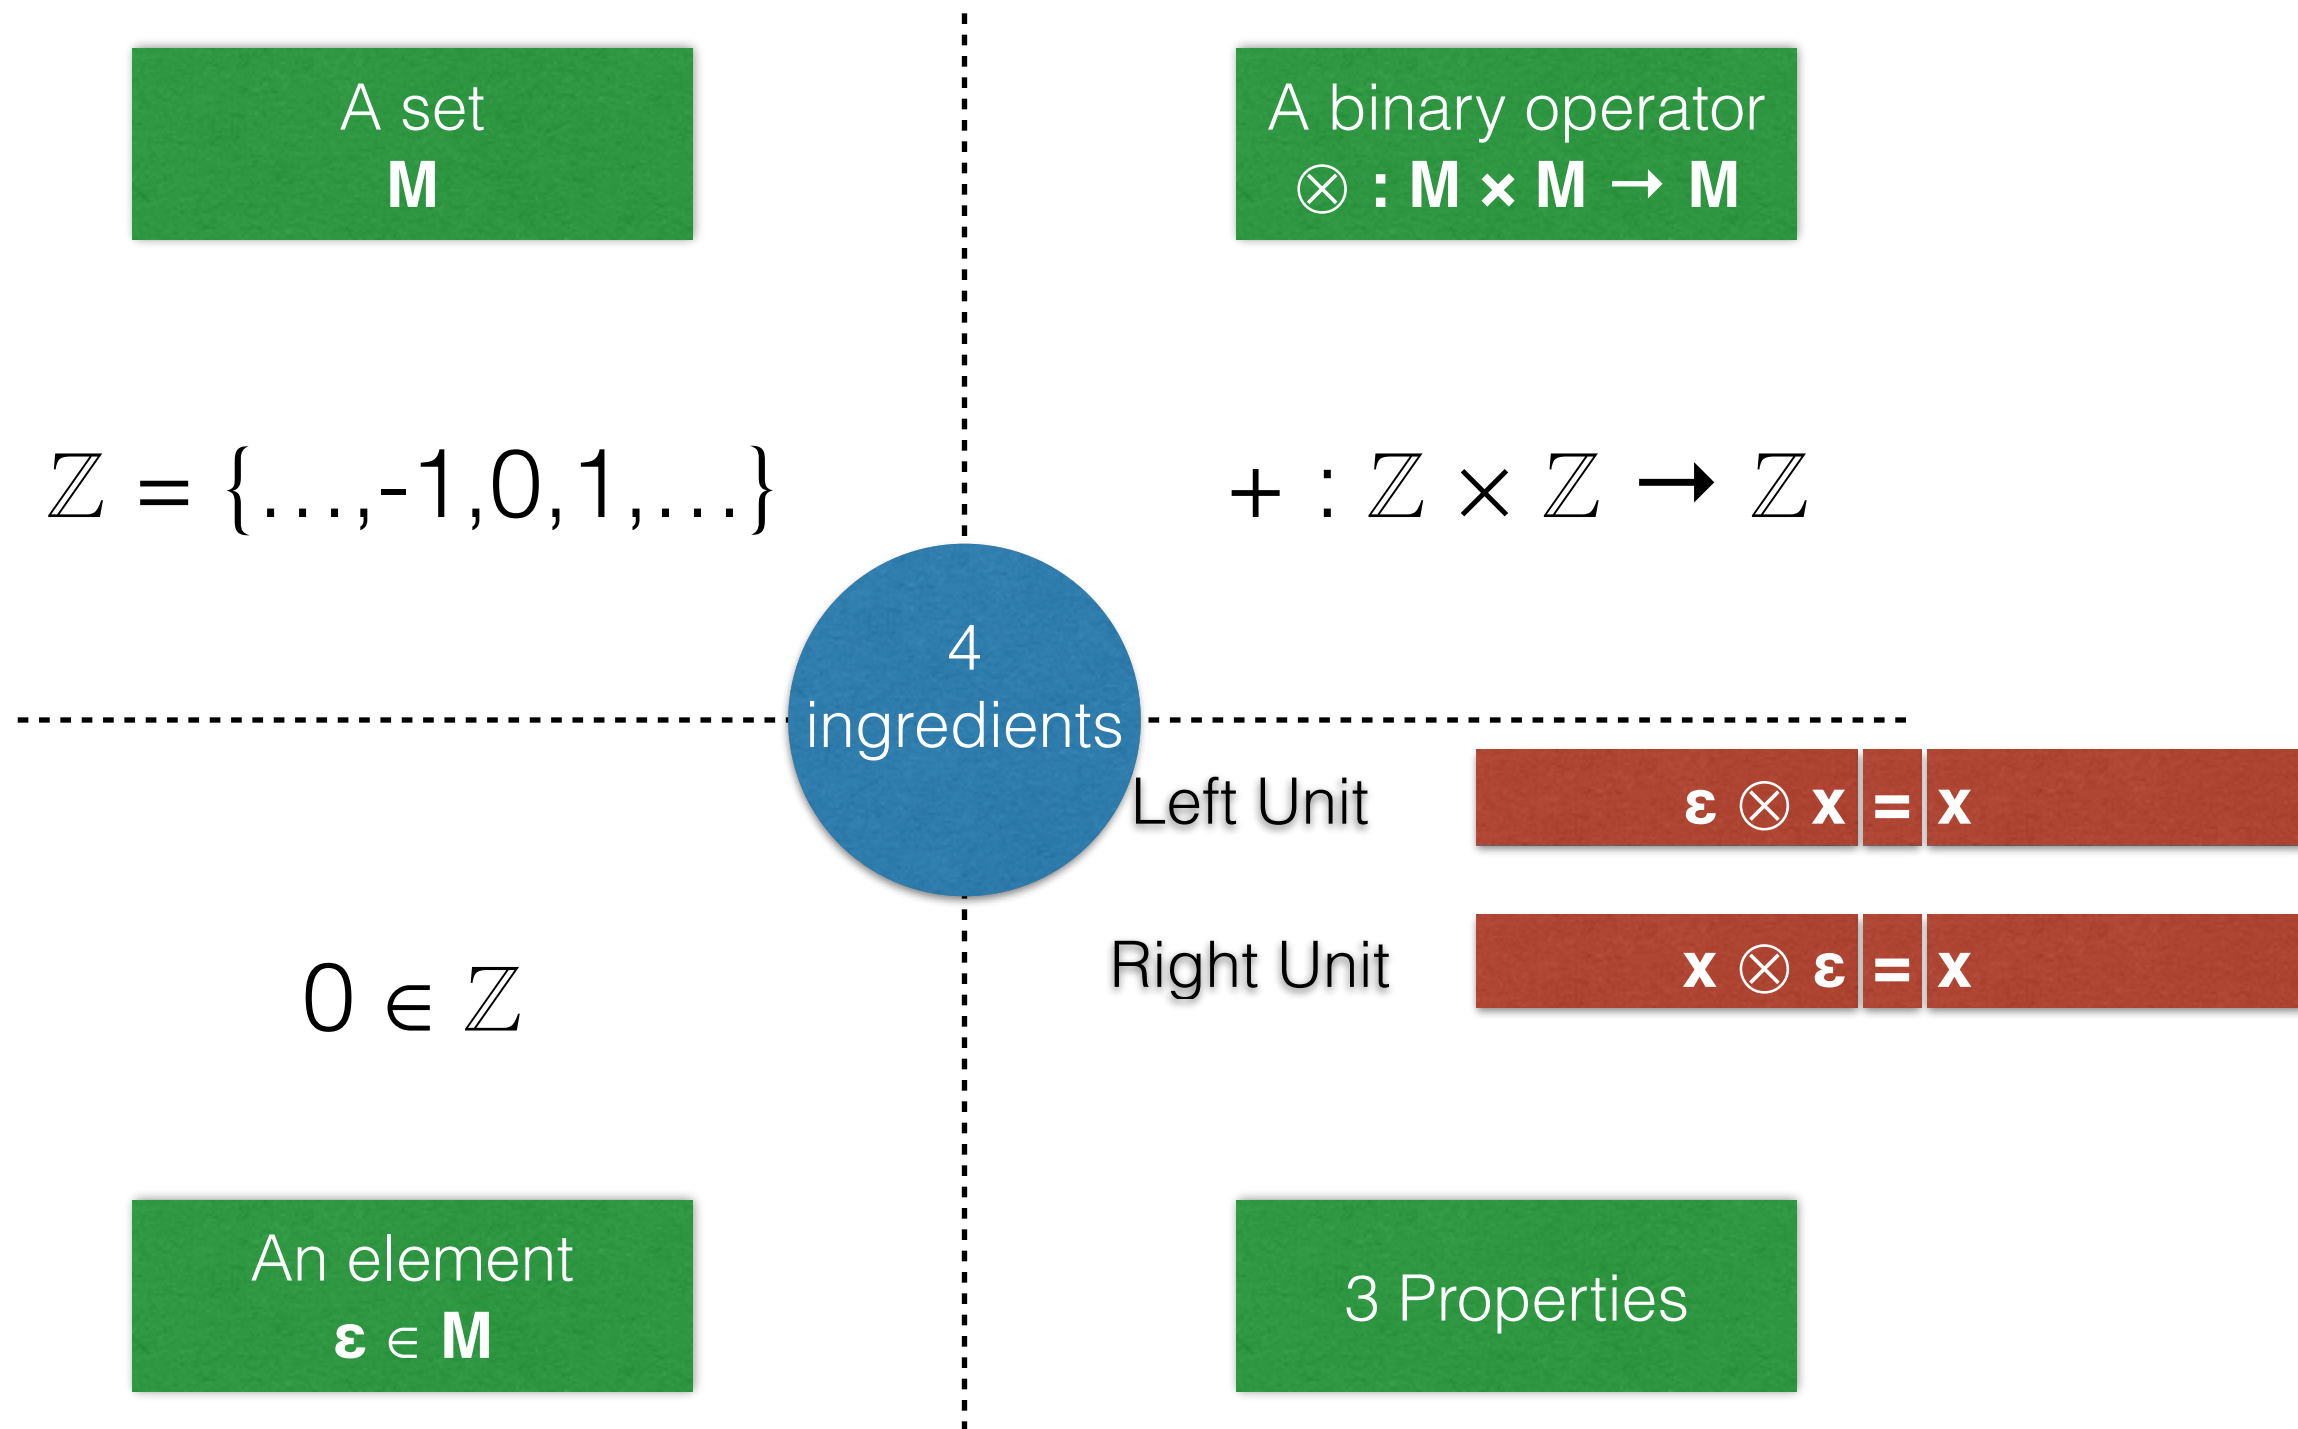 A set
M
A binary operator
⊗ : M × M → M
ℤ = {…,-1,0,1,…}
+ : ℤ × ℤ → ℤ
4
ingredients
Left Unit
ε ⊗ x = x
Right Unit
x ⊗ ε = x
0 ∈ ℤ
An element
ε ∈ M
3 Properties